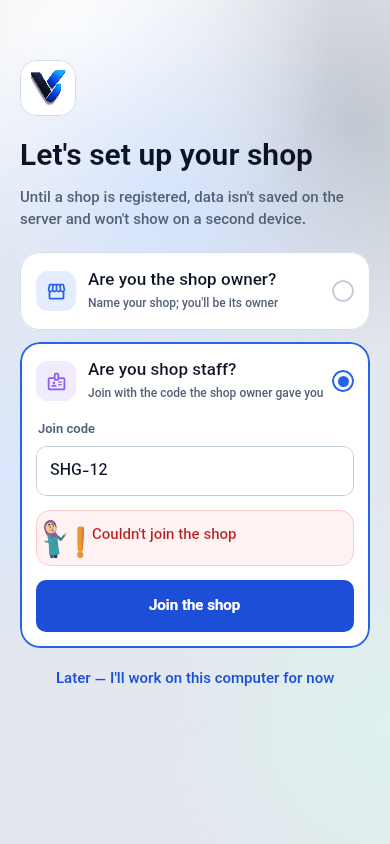 Let's set up your shop
Until a shop is registered, data isn't saved on the
server and won't show on a second device.
Are you the shop owner?
Name your shop; you'll be its owner
Are you shop staff?
Join with the code the shop owner gave you
Join code
SHG-12
Couldn't join the shop
Join the shop
Later — I'll work on this computer for now